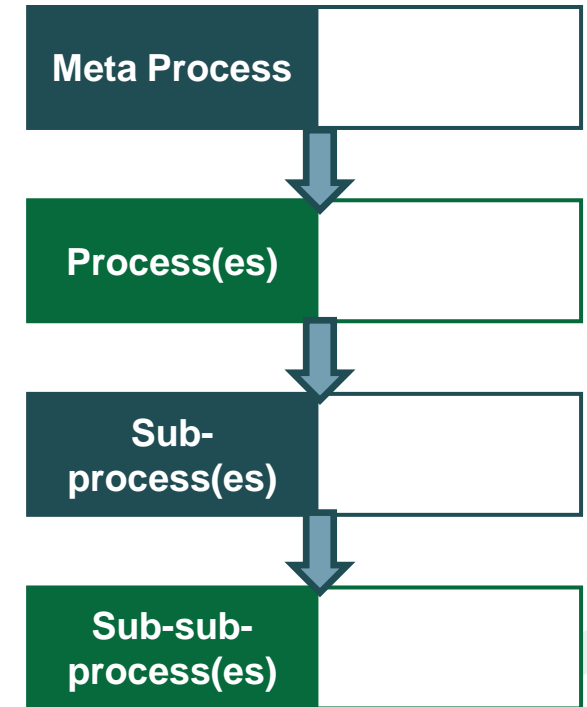 Meta Process
Process(es)
Sub-
process(es)
Sub-sub-
process(es)